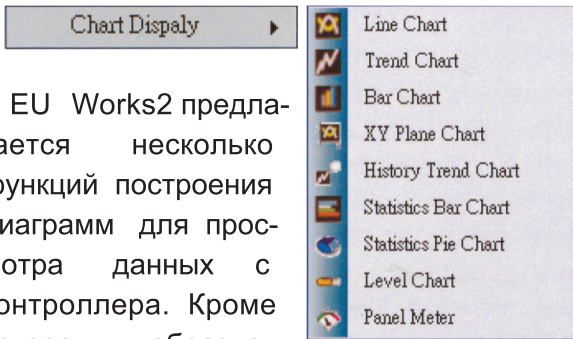 Chart Dispaly
EU Works2 предла-
ается несколько
ункций построения
иаграмм для прос-
отра данных с
онтроллера. Кроме
Line Chart
Trend Chart
Bar Chart
XY Plane Chart
History Trend Chart
Statistics Bar Chart
Statistics Pie Chart
Level Chart
Panel Meter